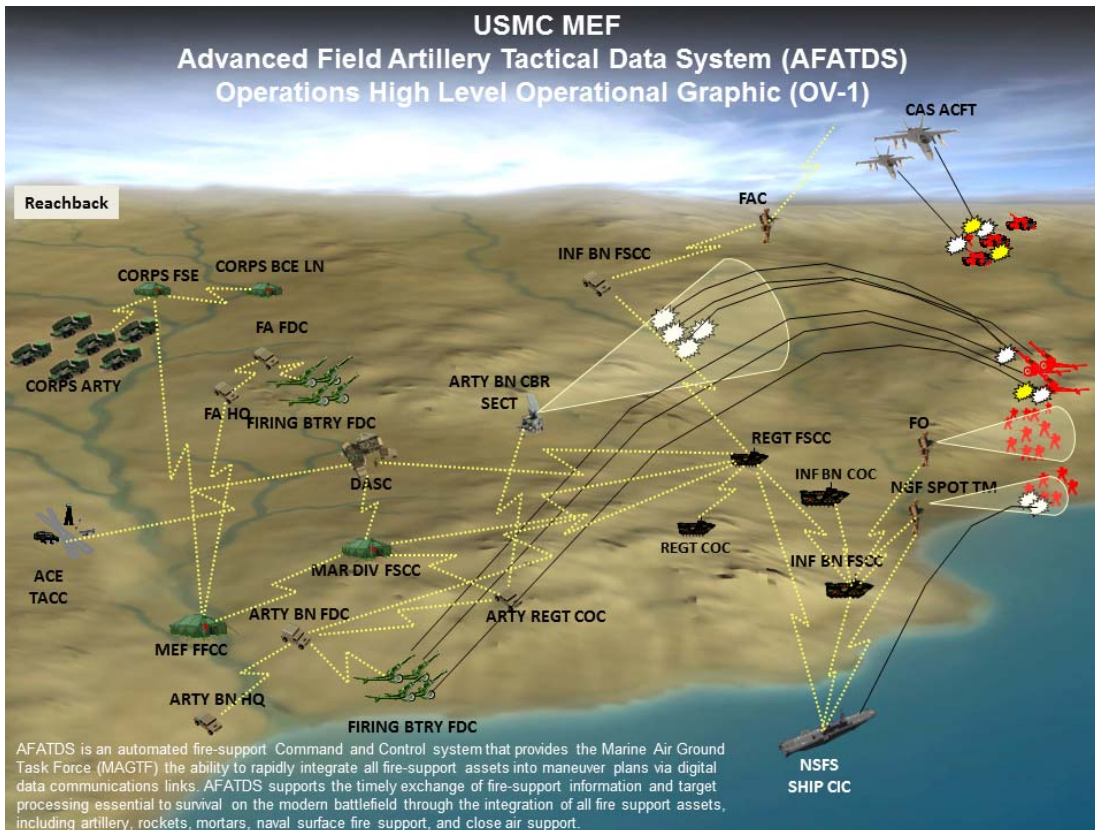 USMC MEF
Advanced Field Artillery Tactical Data System (AFATDS)
Operations High Level Operational Graphic (OV-1)
CAS ACFT
Reachback
FAC
INF BN FSCC
CORPS FSE
CORPS BCE LN
FA FDC
CORPS ARTY
ARTY BN CBR
SECT
FA HQ
FIRING BTRY FDC
FO
REGT FSCC
INF BN COC
DASC
NGF SPOT TM
REGT COC
INF BN FSCC
ACE
TACC
MAR DIV FSCC
ARTY BN FDC
ARTY REGT COC
MEF FFCC
ARTY BN HQ
FIRING BTRY FDC
NSFS
SHIP CIC
AFATDS is an automated fire-support Command and Control system that provides the Marine Air Ground
Task Force (MAGTF) the ability to rapidly integrate all fire-support assets into maneuver plans via digital
data communications links. AFATDS supports the timely exchange of fire-support information and target
processing essential to survival on the modern battlefield through the integration of all fire support assets,
including artillery, rockets, mortars, naval surface fire support, and close air support.